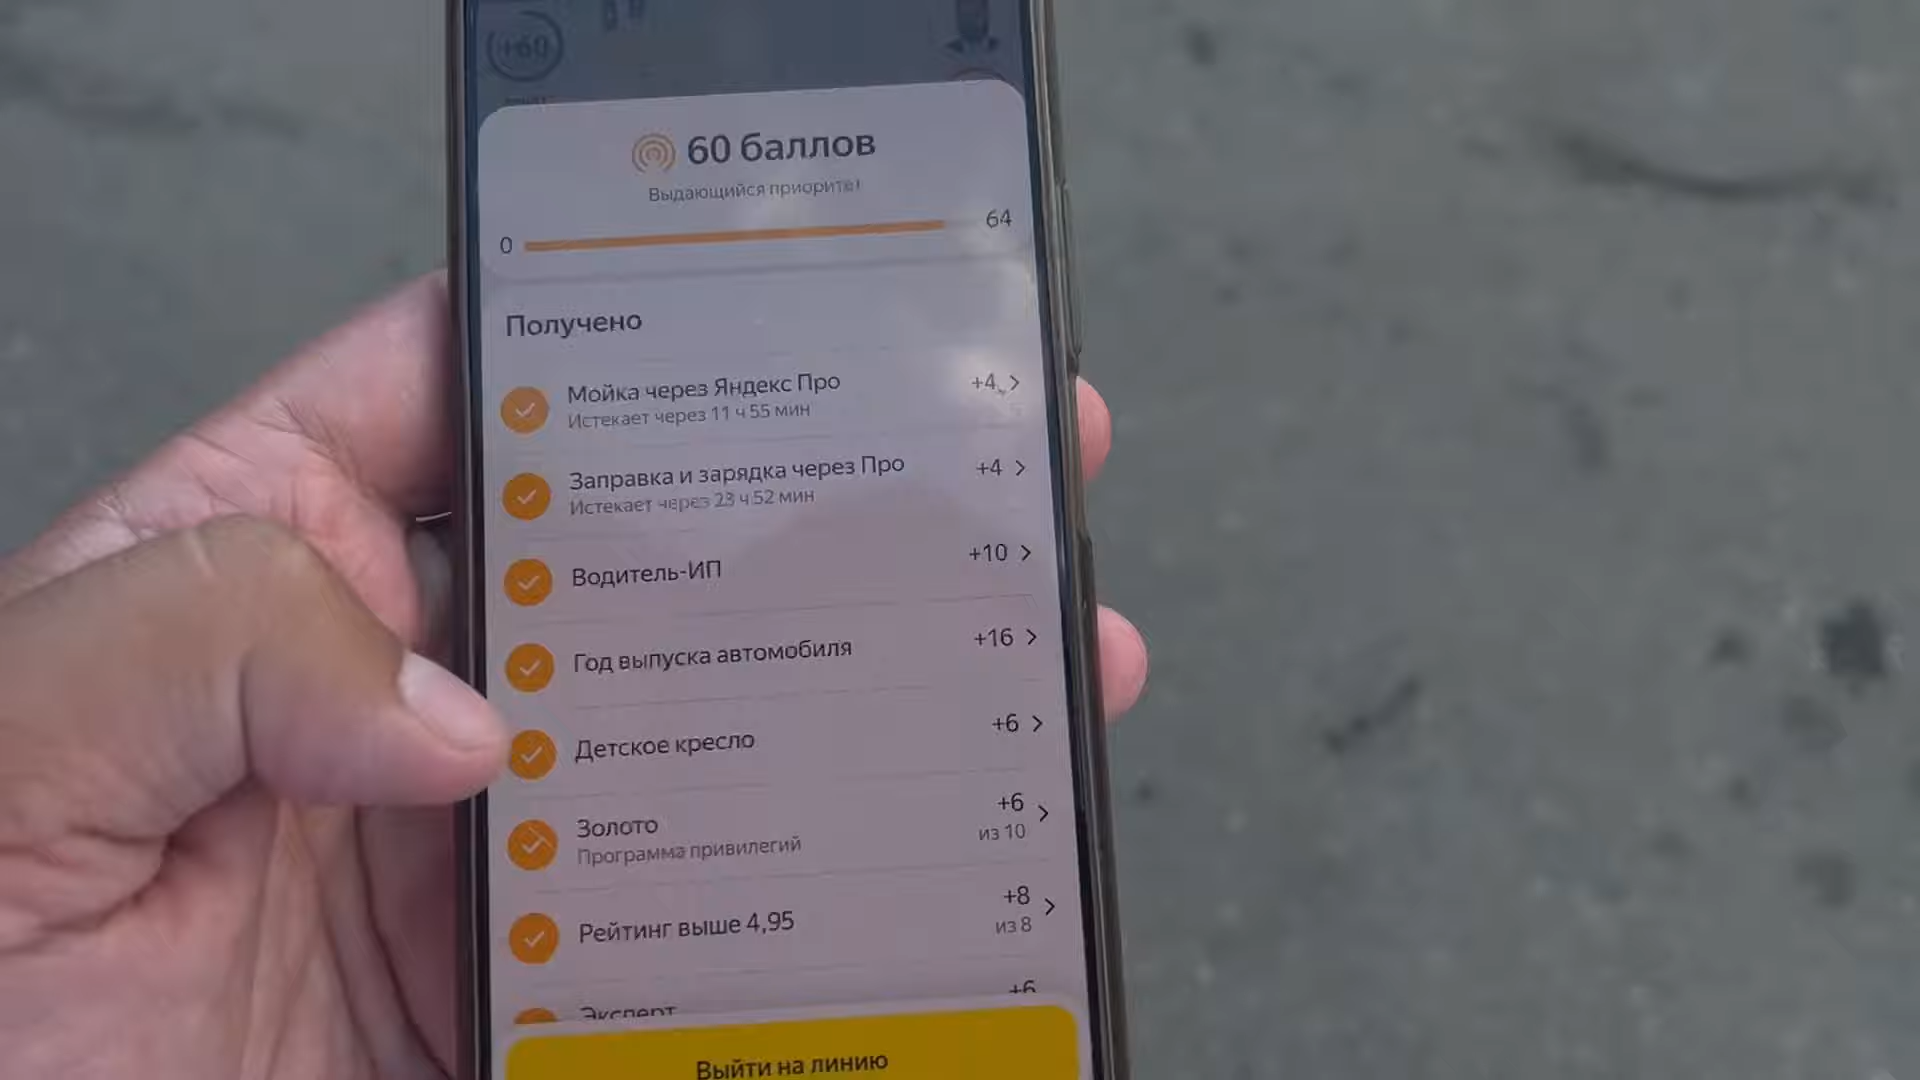 +60
60 баллов
Выдающийся приоритет
0
64
Получено
Мойка через Яндекс Про
+4
Истекает через 11 ч 55 мин
Заправка и зарядка через Про
+4
Истекает через 23 ч 52 мин
Водитель-ИП
+10
Год выпуска автомобиля
+16
Детское кресло
+6
Золото
+6
Программа привилегий
из 10
Рейтинг выше 4,95
+8
из 8
Эксперт
+6
Выйти на линию